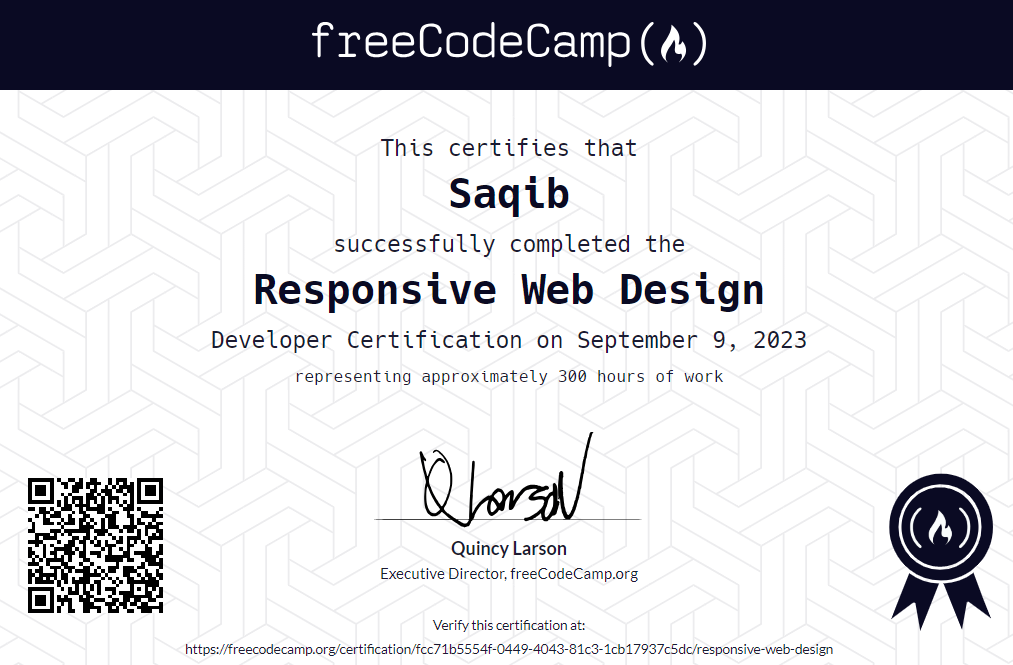 freeCodeCamp
This certifies that
Saqib
successfully completed the
Responsive Web Design
Developer Certification on September 9, 2023
representing approximately 300 hours of work
Q Larson
Quincy Larson
Executive Director, freeCodeCamp.org
Verify this certification at:
https://freecodecamp.org/certification/fcc71b5554f-0449-4043-81c3-1cb17937c5dc/responsive-web-design